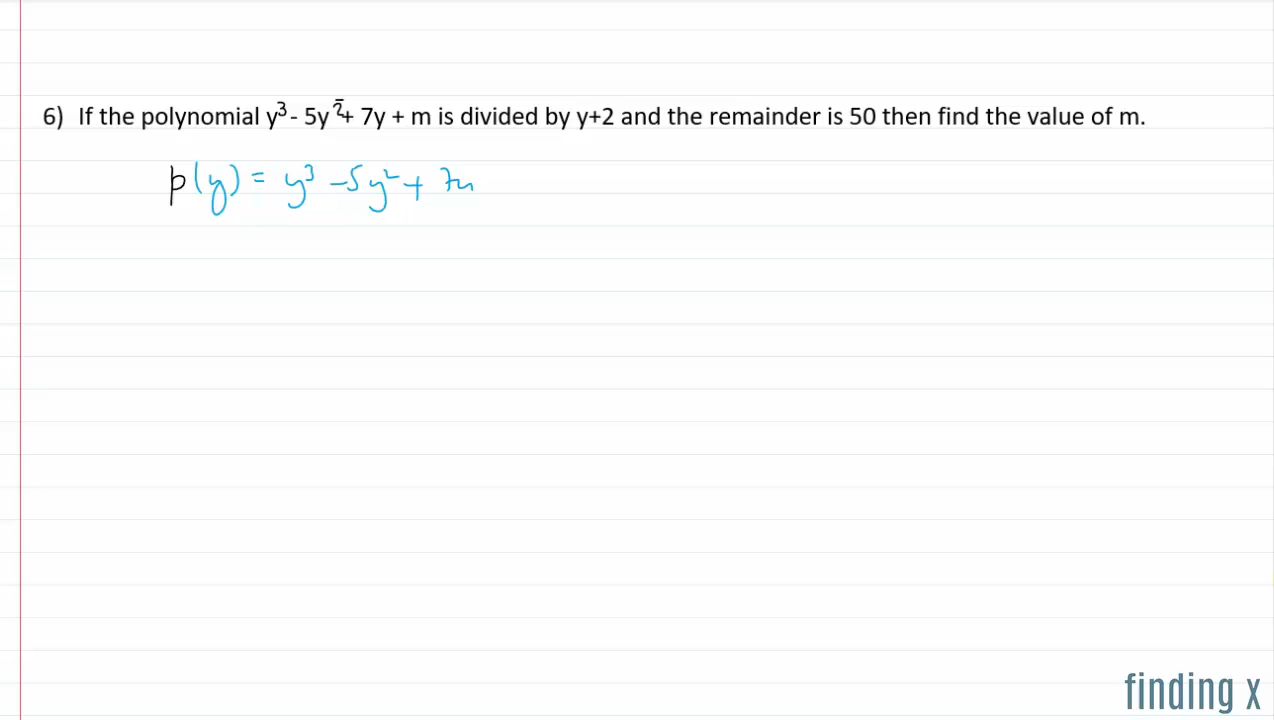 6) If the polynomial y³ - 5y² + 7y + m is divided by y+2 and the remainder is 50 then find the value of m.
p(y) = y³ - 5y² + 7
finding x